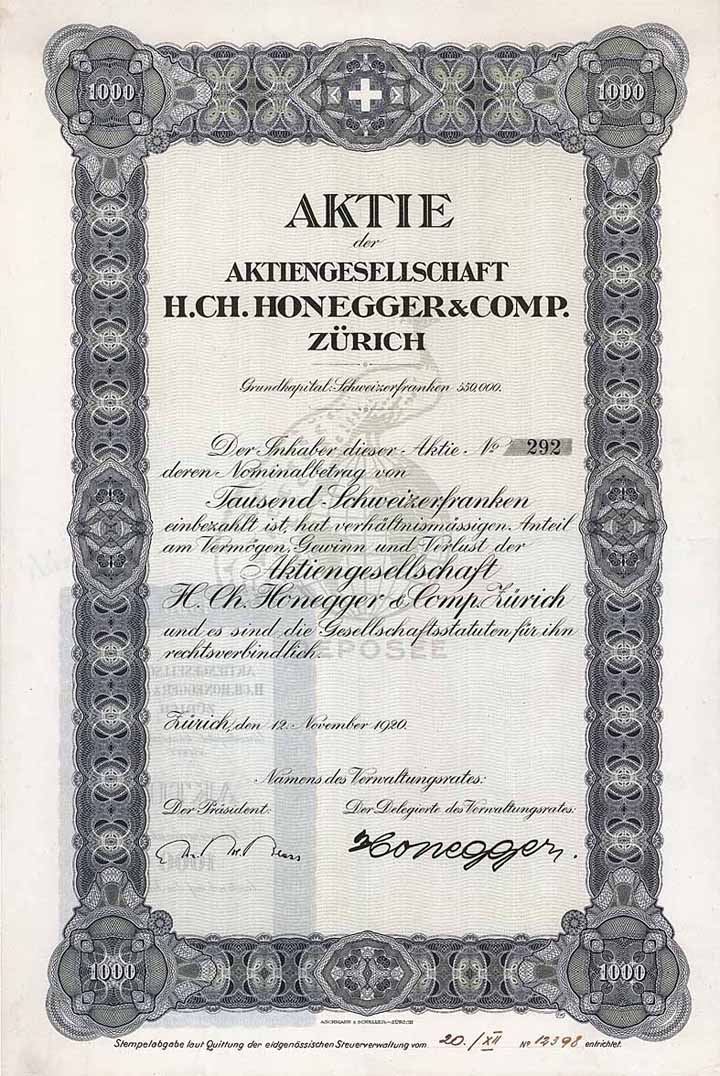 1000 1000
AKTIE
der
AKTIENGESELLSCHAFT
H.CH. HONEGGER & COMP.
ZÜRICH
Grundkapital: Schweizerfranken 550,000.
Der Inhaber dieser Aktie No 292
deren Nominalbetrag von
Tausend Schweizerfranken
einbezahlt ist, hat verhältnismässigen Anteil
am Vermögen, Gewinn und Verlust der
Aktiengesellschaft
H. Ch. Honegger & Comp. Zürich
und es sind die Gesellschaftsstatuten für ihn
rechtsverbindlich.
Zürich, den 12. November 1920.
Namens des Verwaltungsrates:
Der Präsident: Der Delegierte des Verwaltungsrates:
Honegger.
1000 1000
ASCHMANN & SCHELLER – ZÜRICH
Stempelabgabe laut Quittung der eidgenössischen Steuerverwaltung vom 20./XII No 12398 entrichtet.